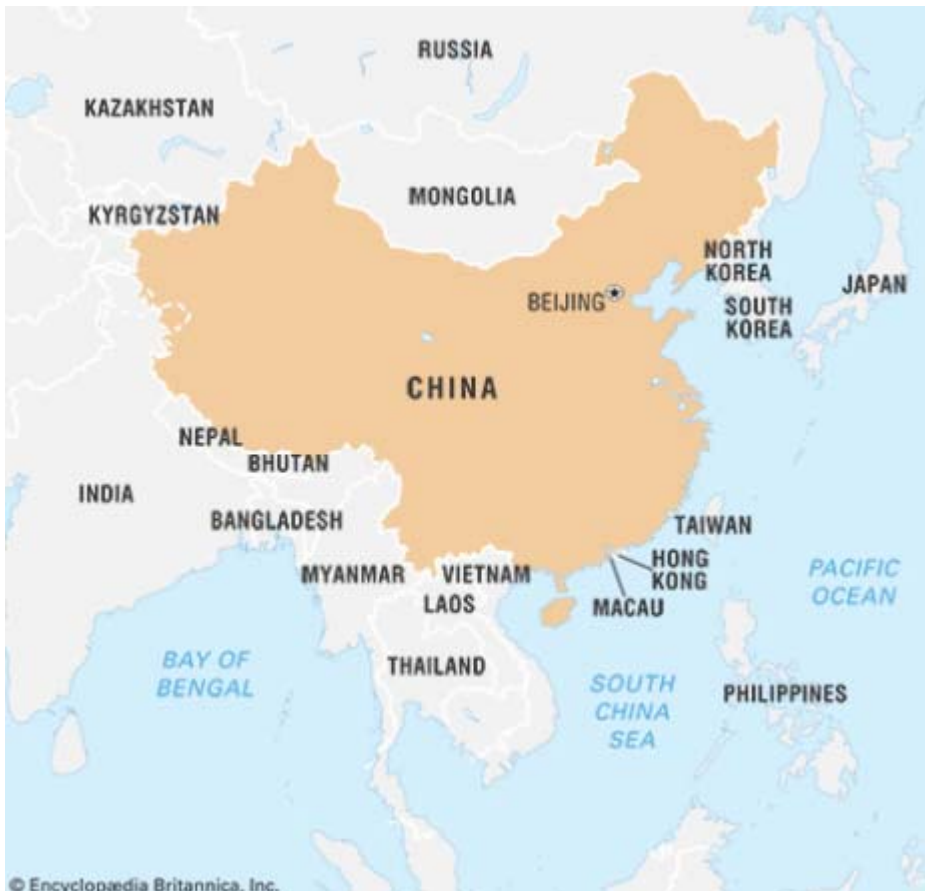 RUSSIA
KAZAKHSTAN
MONGOLIA
KYRGYZSTAN
NORTH
KOREA
JAPAN
BEIJING
SOUTH
KOREA
CHINA
NEPAL
BHUTAN
INDIA
BANGLADESH
TAIWAN
HONG
KONG
MYANMAR
VIETNAM
LAOS
MACAU
PACIFIC
OCEAN
BAY OF
BENGAL
THAILAND
SOUTH
CHINA
SEA
PHILIPPINES
© Encyclopædia Britannica, Inc.